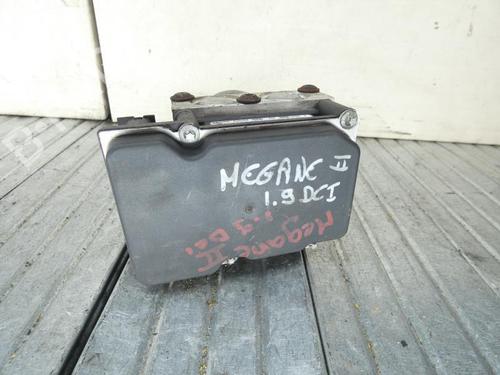 MEGANE II
1.9 DCI
Megane II
1.9 Dci